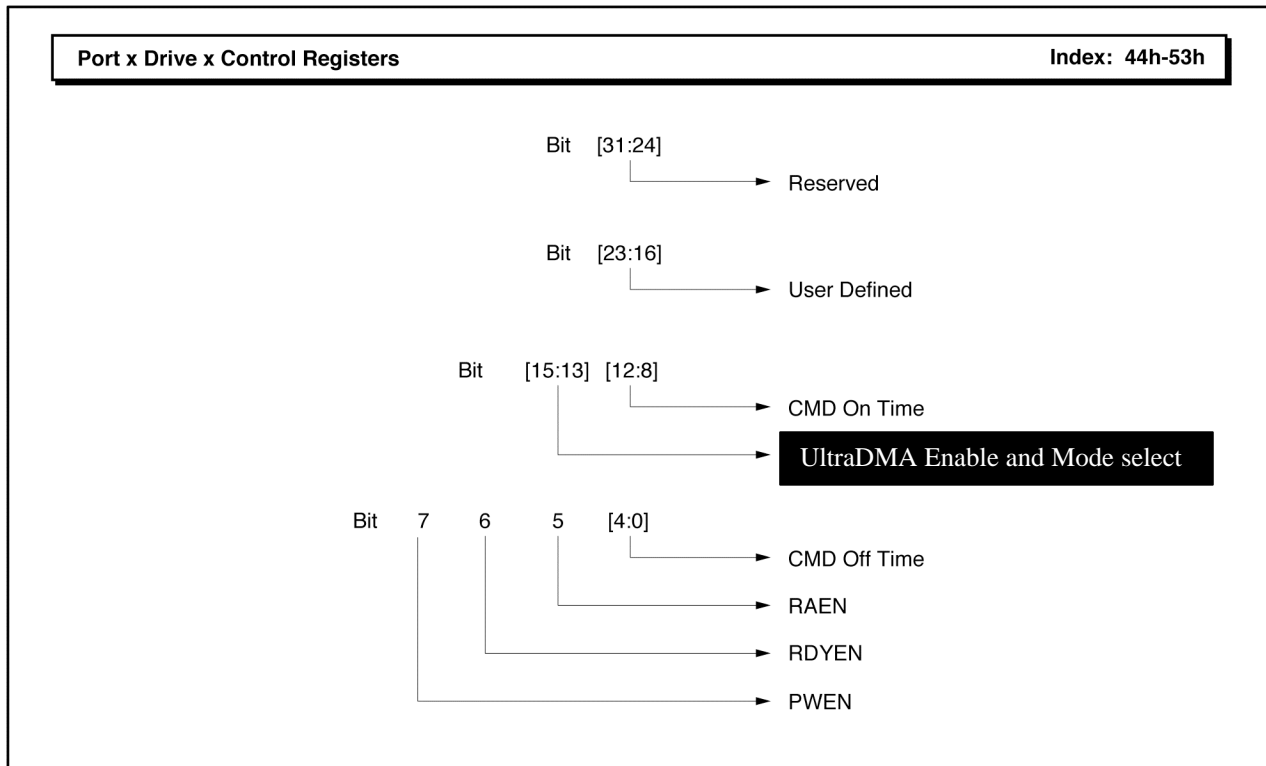 Port x Drive x Control Registers Index: 44h-53h
Bit [31:24]
Reserved
Bit [23:16]
User Defined
Bit [15:13] [12:8]
CMD On Time
UltraDMA Enable and Mode select
Bit 7 6 5 [4:0]
CMD Off Time
RAEN
RDYEN
PWEN